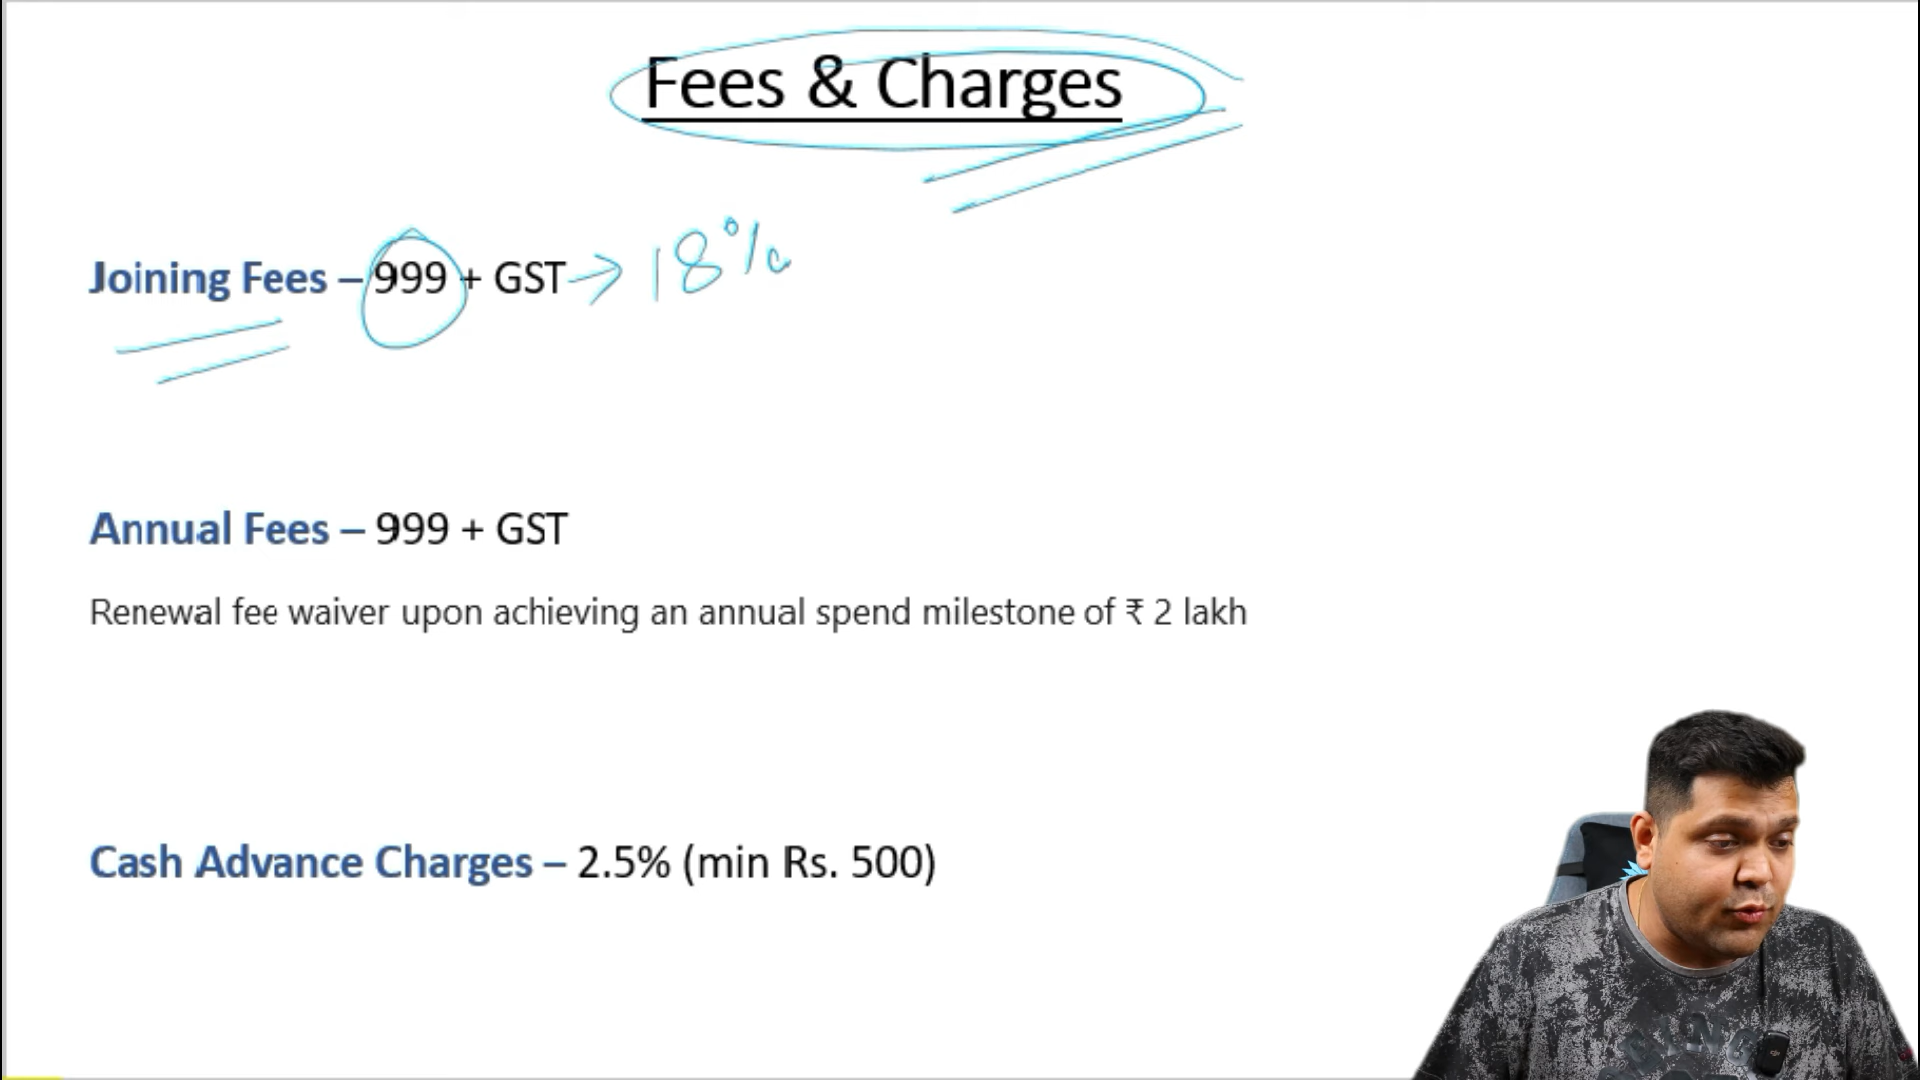 Fees & Charges
Joining Fees – 999 + GST → 18%
Annual Fees – 999 + GST
Renewal fee waiver upon achieving an annual spend milestone of ₹ 2 lakh
Cash Advance Charges – 2.5% (min Rs. 500)